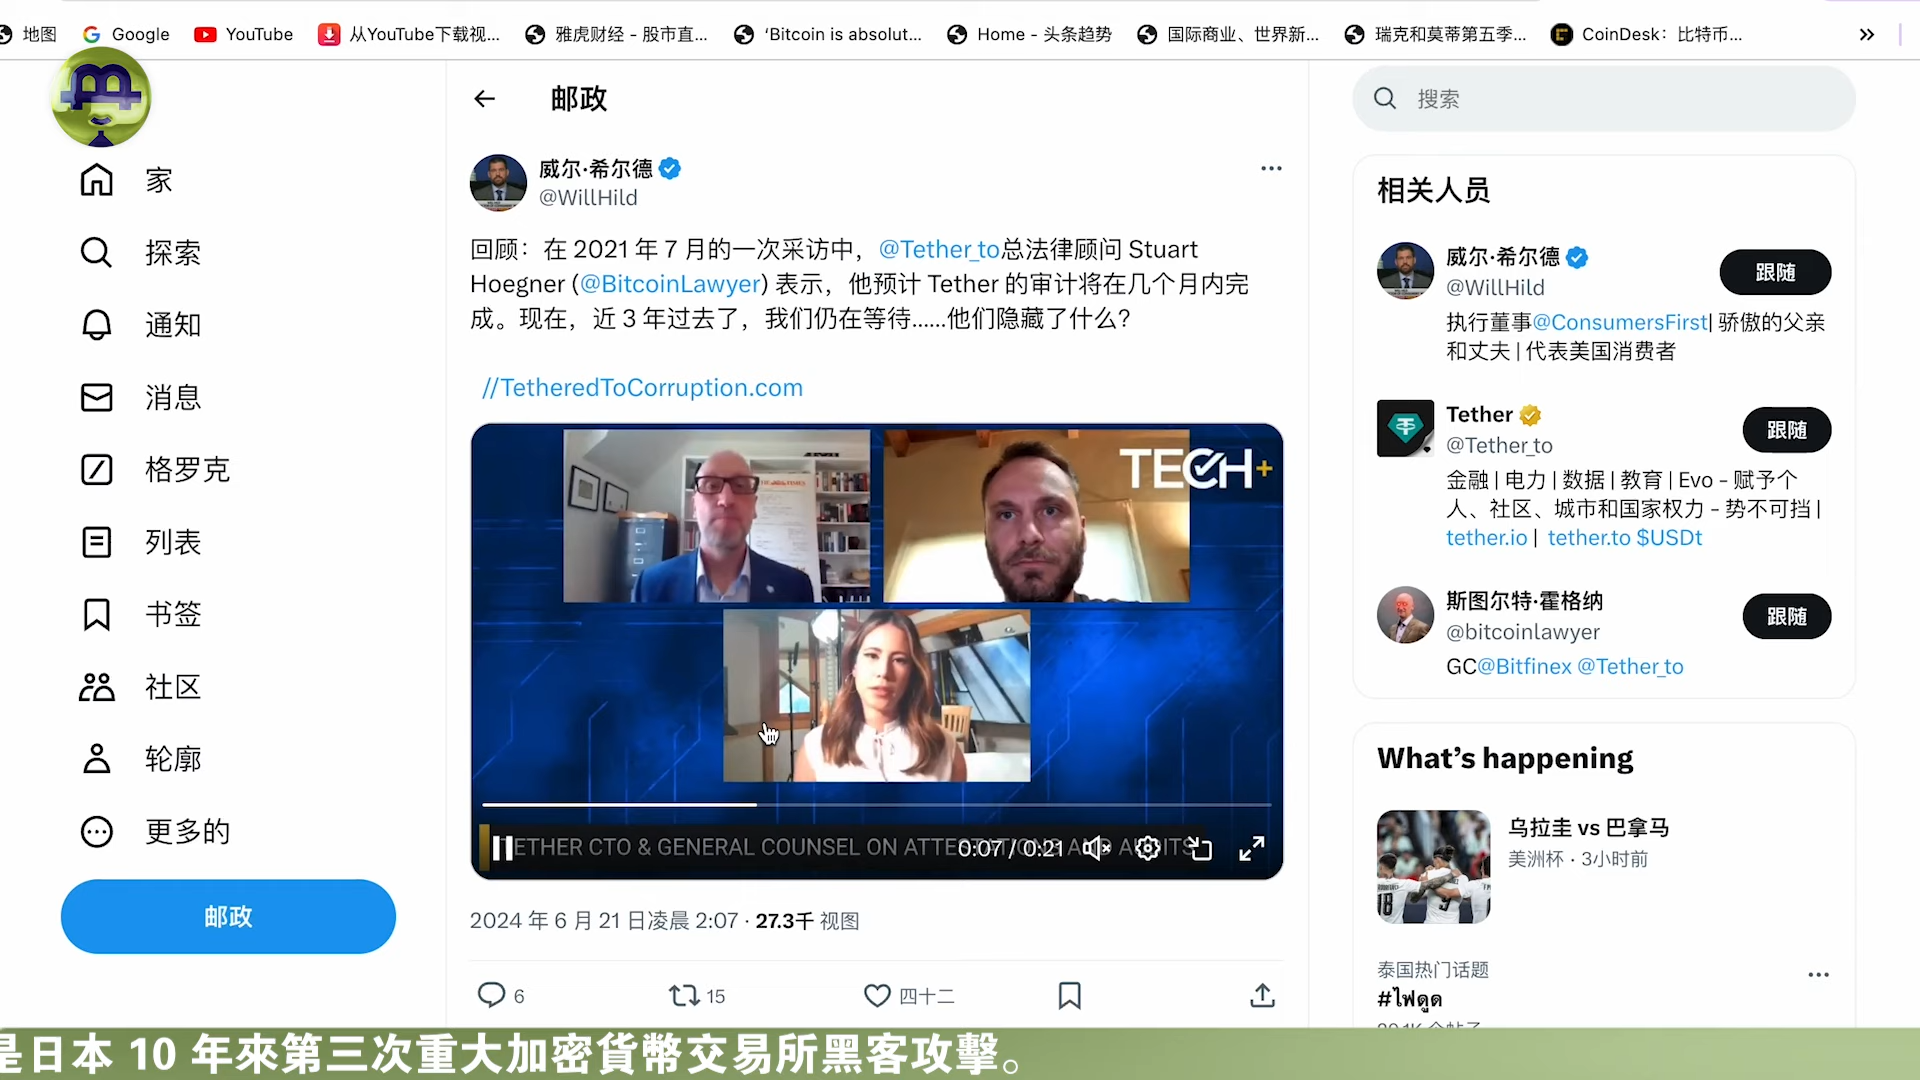 地图
Google
YouTube
从YouTube下载视...
雅虎财经 - 股市直...
‘Bitcoin is absolut...
Home - 头条趋势
国际商业、世界新...
瑞克和莫蒂第五季...
CoinDesk：比特币...
家
探索
通知
消息
格罗克
列表
书签
社区
轮廓
更多的
邮政
邮政
威尔·希尔德
@WillHild
回顾：在 2021 年 7 月的一次采访中，@Tether_to总法律顾问 Stuart
Hoegner (@BitcoinLawyer) 表示，他预计 Tether 的审计将在几个月内完
成。现在，近 3 年过去了，我们仍在等待......他们隐藏了什么？
//TetheredToCorruption.com
TECH+
TETHER CTO & GENERAL COUNSEL ON ATTESTATIONS AND AUDITS
0:07 / 0:21
2024 年 6 月 21 日凌晨 2:07 · 27.3千 视图
6
15
四十二
搜索
相关人员
威尔·希尔德
@WillHild
跟随
执行董事@ConsumersFirst| 骄傲的父亲
和丈夫 | 代表美国消费者
Tether
@Tether_to
跟随
金融 | 电力 | 数据 | 教育 | Evo - 赋予个
人、社区、城市和国家权力 - 势不可挡 |
tether.io | tether.to $USDt
斯图尔特·霍格纳
@bitcoinlawyer
跟随
GC@Bitfinex @Tether_to
What’s happening
乌拉圭 vs 巴拿马
美洲杯 · 3小时前
泰国热门话题
#ไฟดูด
是日本 10 年來第三次重大加密貨幣交易所黑客攻擊。